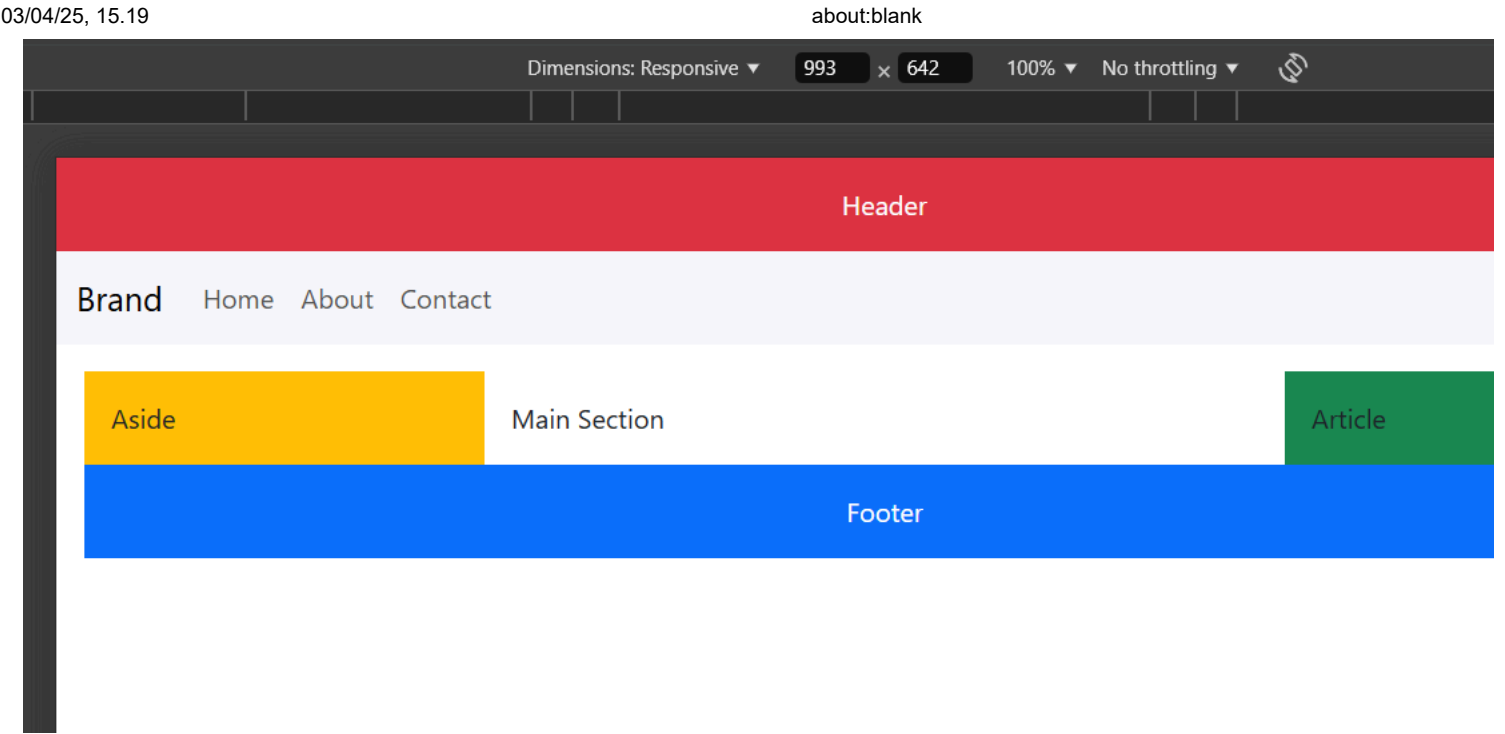 03/04/25, 15.19 about:blank
Dimensions: Responsive ▼ 993 × 642 100% ▼ No throttling ▼
Header
Brand Home About Contact
Aside Main Section Article
Footer